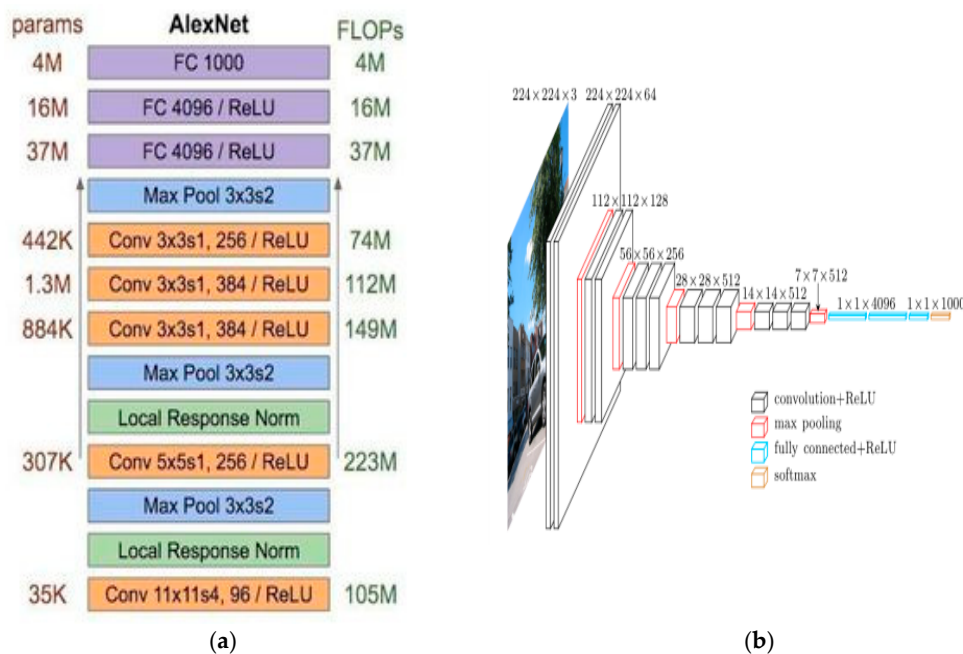 params AlexNet FLOPs
4M FC 1000 4M
16M FC 4096 / ReLU 16M
37M FC 4096 / ReLU 37M
Max Pool 3x3s2
442K Conv 3x3s1, 256 / ReLU 74M
1.3M Conv 3x3s1, 384 / ReLU 112M
884K Conv 3x3s1, 384 / ReLU 149M
Max Pool 3x3s2
Local Response Norm
307K Conv 5x5s1, 256 / ReLU 223M
Max Pool 3x3s2
Local Response Norm
35K Conv 11x11s4, 96 / ReLU 105M
(a)
224×224×3 224×224×64
112×112×128
56×56×256
28×28×512
14×14×512
7×7×512
1×1×4096 1×1×1000
convolution+ReLU
max pooling
fully connected+ReLU
softmax
(b)